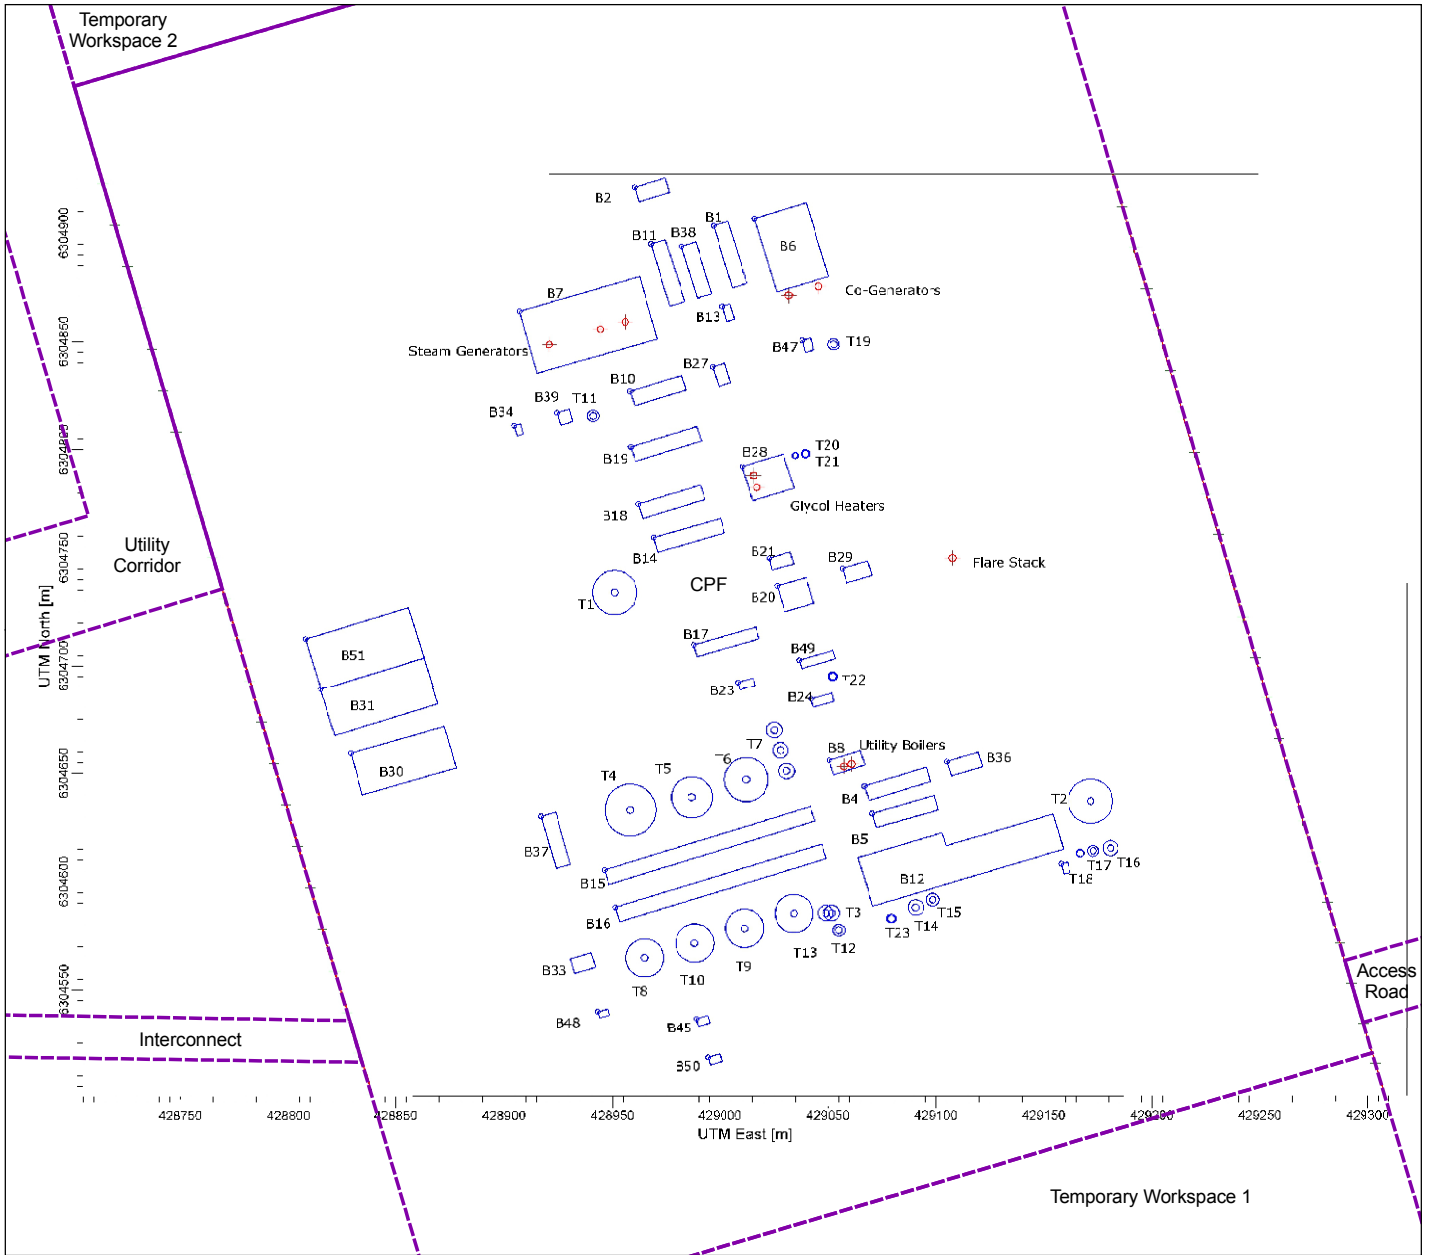 Temporary
Workspace 2
B2
B1
B11
B38
B6
B7
Co-Generators
B13
Steam Generators
B47
T19
B27
B10
B39
T11
B34
B19
B28
T20
T21
B18
Glycol Heaters
B14
B21
B29
Flare Stack
Utility
Corridor
CPF
B20
T1
B17
B51
B49
B23
T22
B24
B31
T7
B8
Utility Boilers
T6
B36
B30
T4
T5
B4
T2
B37
B5
B15
T16
T17
T18
B12
B16
T3
T15
T14
T23
T12
T13
T9
T10
T8
B33
B48
B45
B50
Access
Road
Interconnect
6304900
6304850
6304800
6304750
6304700
6304650
6304600
6304550
UTM North [m]
428750
428800
428850
428900
428950
429000
429050
429100
429150
429200
429250
429300
UTM East [m]
Temporary Workspace 1